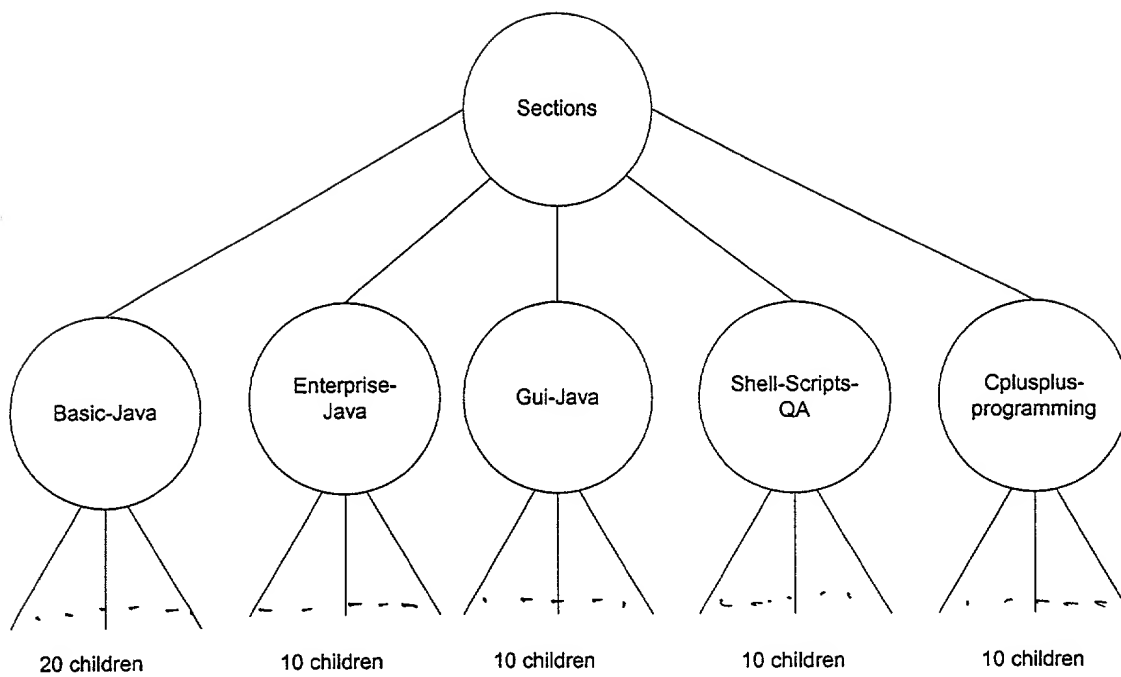 Sections
Basic-Java
Enterprise-
Java
Gui-Java
Shell-Scripts-
QA
Cplusplus-
programming
20 children
10 children
10 children
10 children
10 children